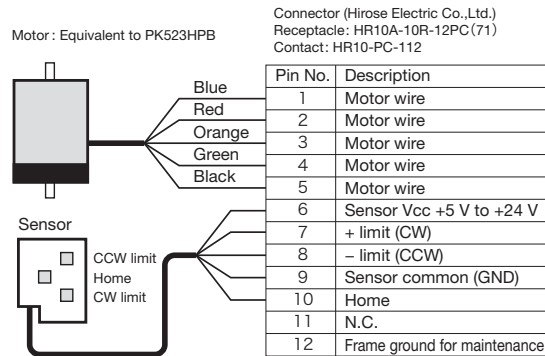 Motor : Equivalent to PK523HPB
Connector (Hirose Electric Co.,Ltd.)
Receptacle : HR10A-10R-12PC(71)
Contact : HR10-PC-112
Pin No. Description
Blue 1 Motor wire
Red 2 Motor wire
Orange 3 Motor wire
Green 4 Motor wire
Black 5 Motor wire
6 Sensor Vcc +5 V to +24 V
Sensor
7 + limit (CW)
CCW limit 8 – limit (CCW)
Home 9 Sensor common (GND)
CW limit 10 Home
11 N.C.
12 Frame ground for maintenance